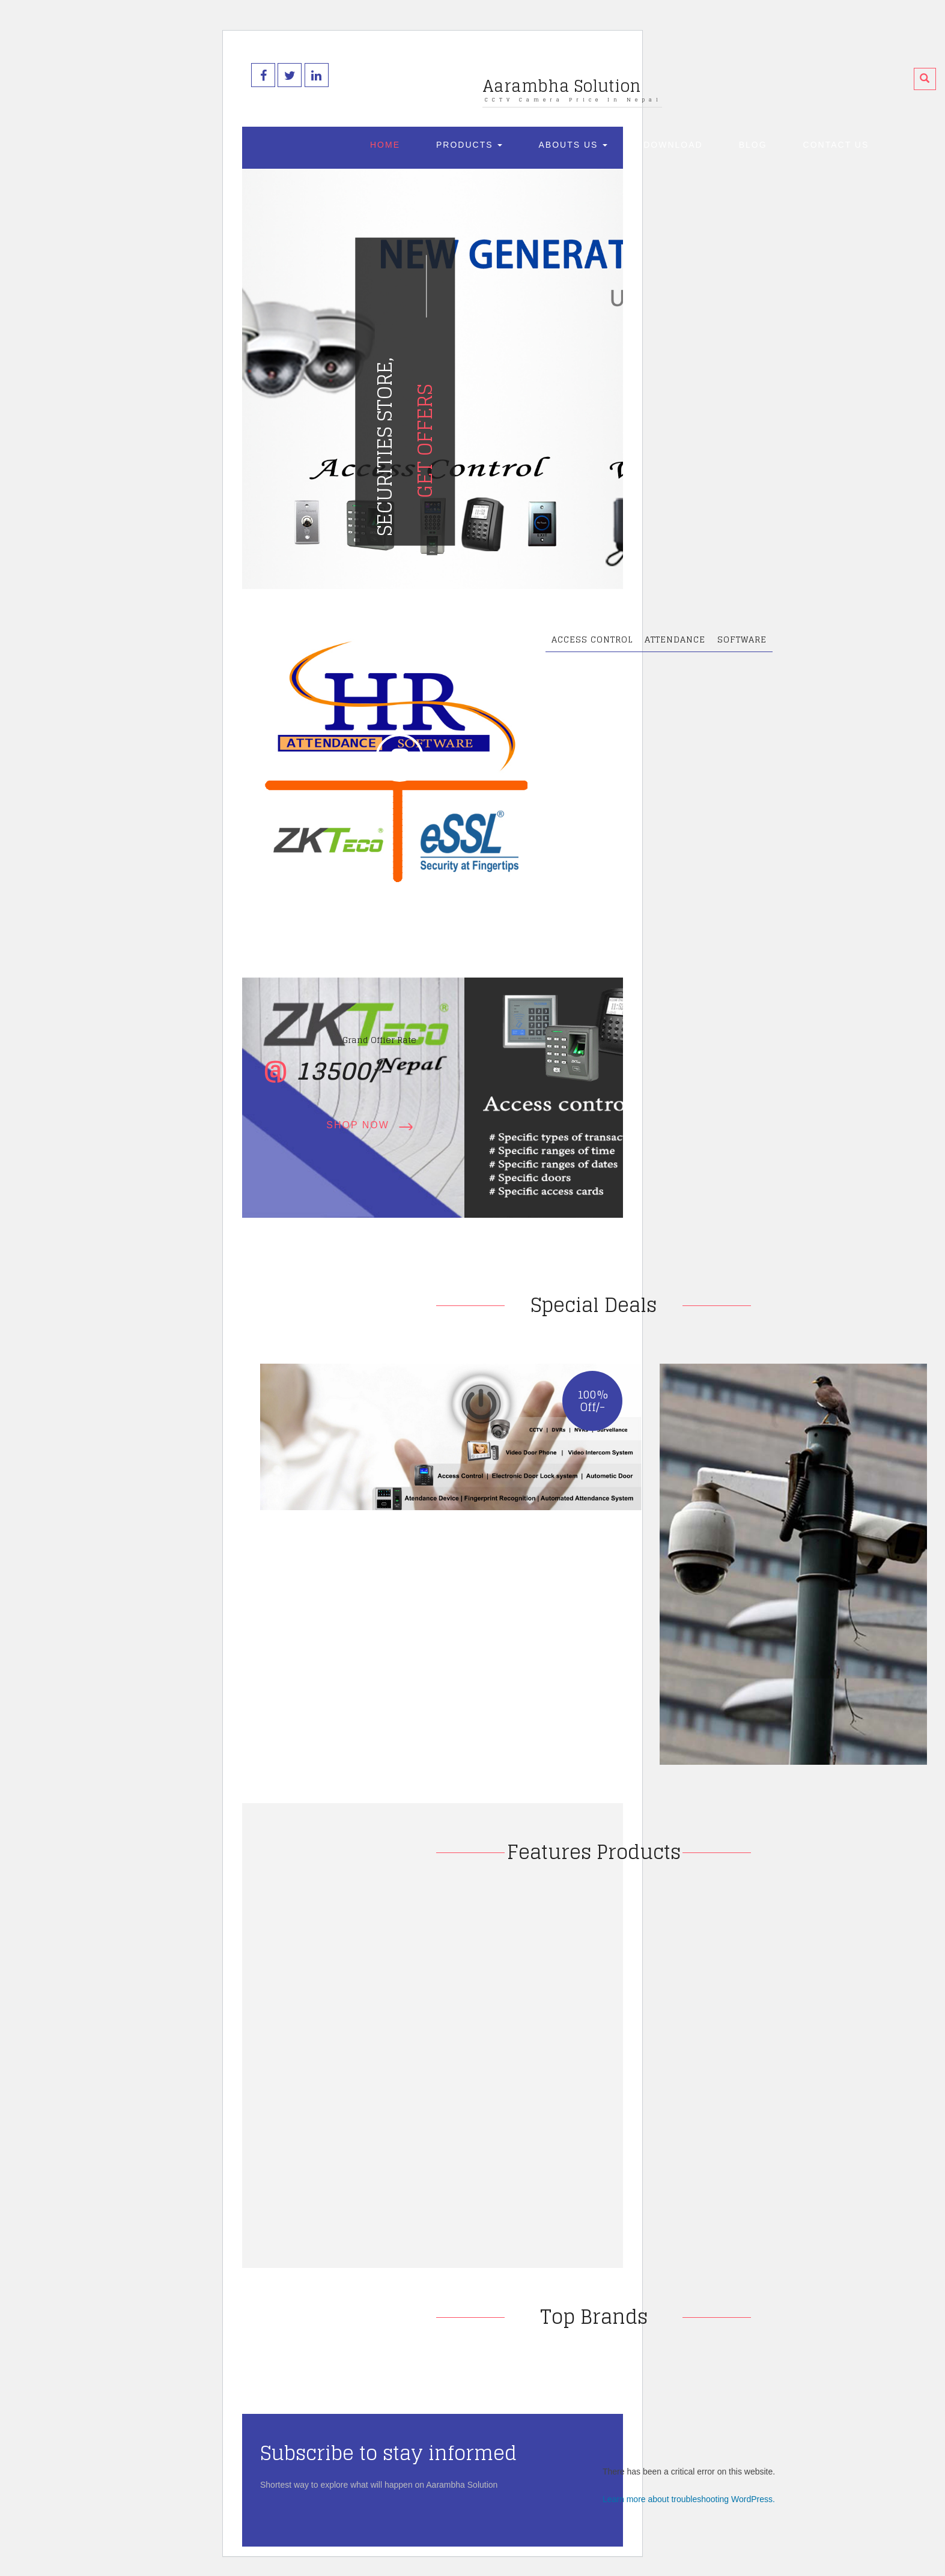 Aarambha Solution
CCTV Camera Price In Nepal
HOME
PRODUCTS
ABOUTS US
DOWNLOAD
BLOG
CONTACT US
NEW GENERAT
U
SECURITIES STORE,
GET OFFERS
Access Control
HR
ATTENDANCE SOFTWARE
ZKTeco
eSSL®
Security at Fingertips
ACCESS CONTROL
ATTENDANCE
SOFTWARE
ZKTeco®
Grand Offier Rate
Nepal
@ 13500/-
SHOP NOW
Access contro
# Specific types of transac
# Specific ranges of time
# Specific ranges of dates
# Specific doors
# Specific access cards
Special Deals
100%
Off/-
CCTV | DVRs | NVRs | Surveillance
Video Door Phone | Video Intercom System
Access Control | Electronic Door Lock system | Autometic Door
Atendance Device | Fingerprint Recognition | Automated Attendance System
Features Products
Top Brands
Subscribe to stay informed
Shortest way to explore what will happen on Aarambha Solution
There has been a critical error on this website.
Learn more about troubleshooting WordPress.